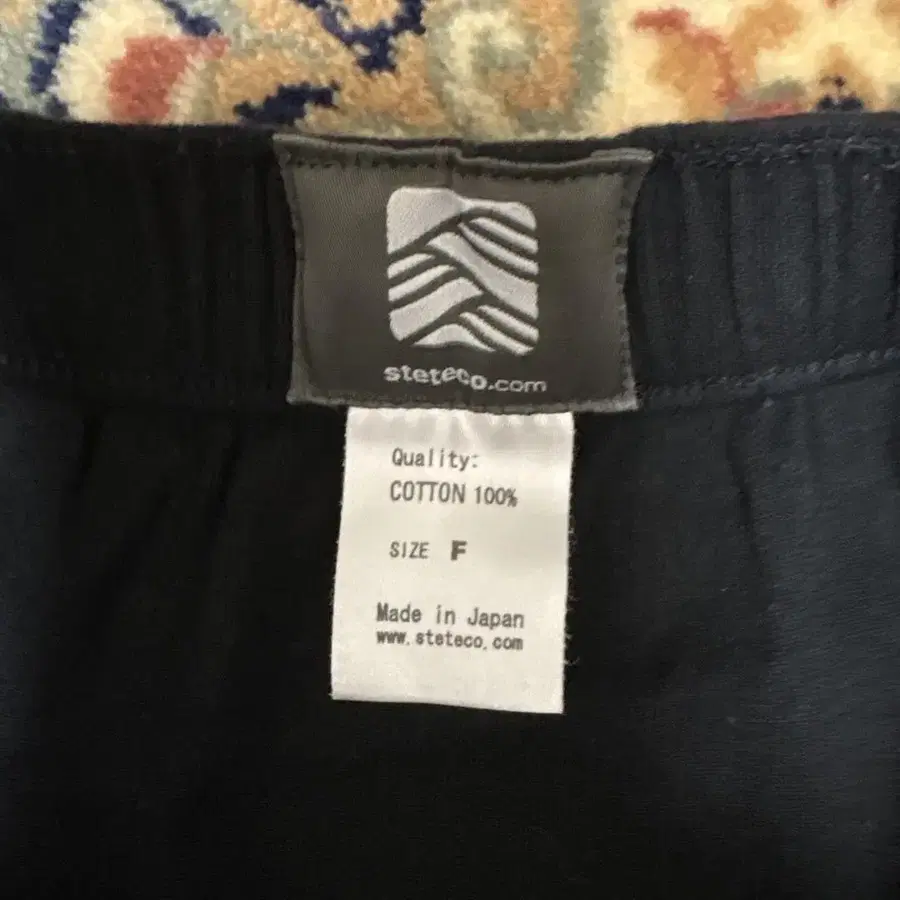 steteco.com
Quality:
COTTON 100%
SIZE F
Made in Japan
www.steteco.com